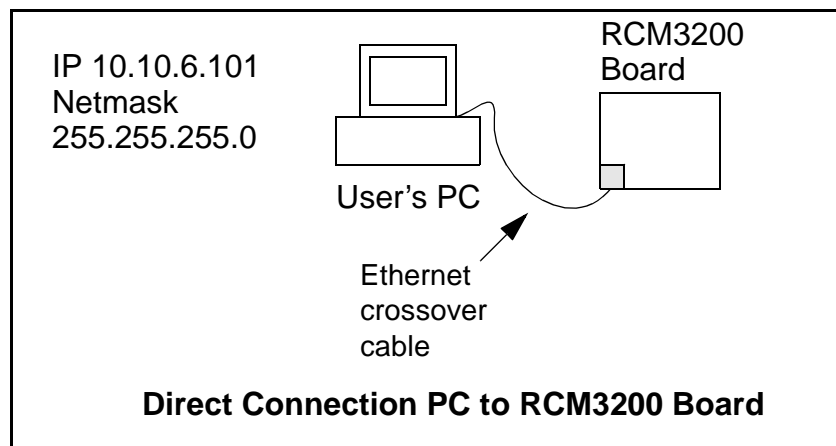 IP 10.10.6.101
Netmask
255.255.255.0
RCM3200
Board
User’s PC
Ethernet
crossover
cable
Direct Connection PC to RCM3200 Board